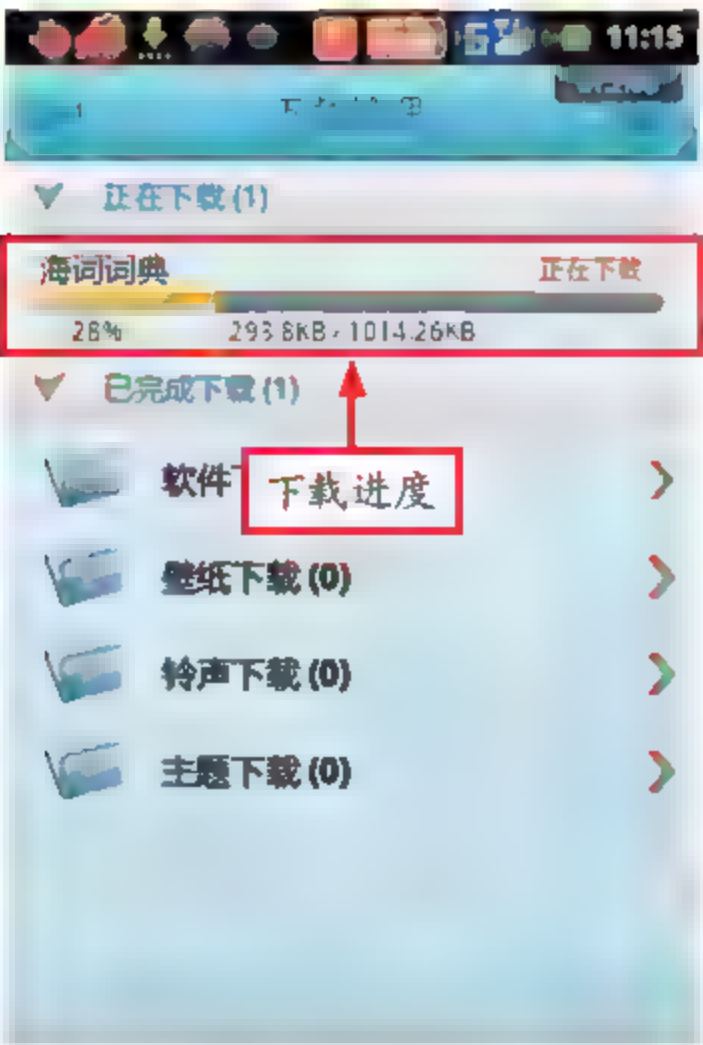 11:15
正在下载 (1)
海词词典 正在下载
28% 293.8KB / 1014.26KB
已完成下载 (1)
软件
下载进度
壁纸下载 (0)
铃声下载 (0)
主题下载 (0)